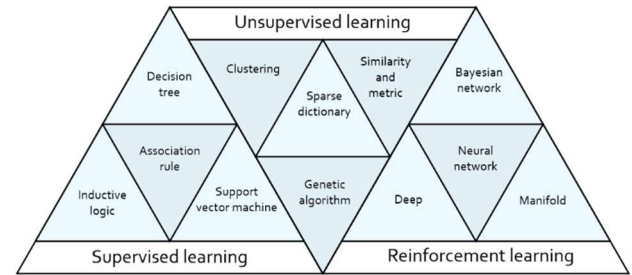 Unsupervised learning
Decision
tree
Clustering
Sparse
dictionary
Similarity
and
metric
Bayesian
network
Inductive
logic
Association
rule
Support
vector machine
Genetic
algorithm
Deep
Neural
network
Manifold
Supervised learning
Reinforcement learning